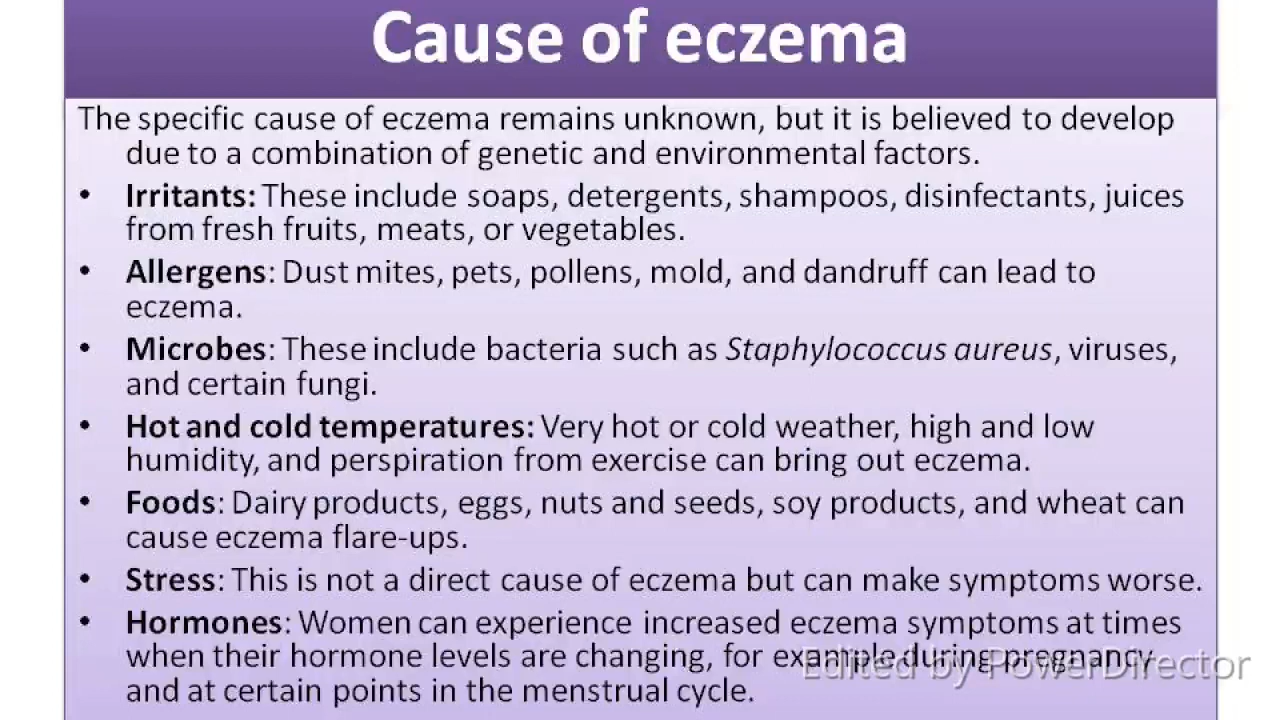 Cause of eczema
The specific cause of eczema remains unknown, but it is believed to develop
due to a combination of genetic and environmental factors.
• Irritants: These include soaps, detergents, shampoos, disinfectants, juices
from fresh fruits, meats, or vegetables.
• Allergens: Dust mites, pets, pollens, mold, and dandruff can lead to
eczema.
• Microbes: These include bacteria such as Staphylococcus aureus, viruses,
and certain fungi.
• Hot and cold temperatures: Very hot or cold weather, high and low
humidity, and perspiration from exercise can bring out eczema.
• Foods: Dairy products, eggs, nuts and seeds, soy products, and wheat can
cause eczema flare-ups.
• Stress: This is not a direct cause of eczema but can make symptoms worse.
• Hormones: Women can experience increased eczema symptoms at times
when their hormone levels are changing, for example during pregnancy
Edited by PowerDirector
and at certain points in the menstrual cycle.